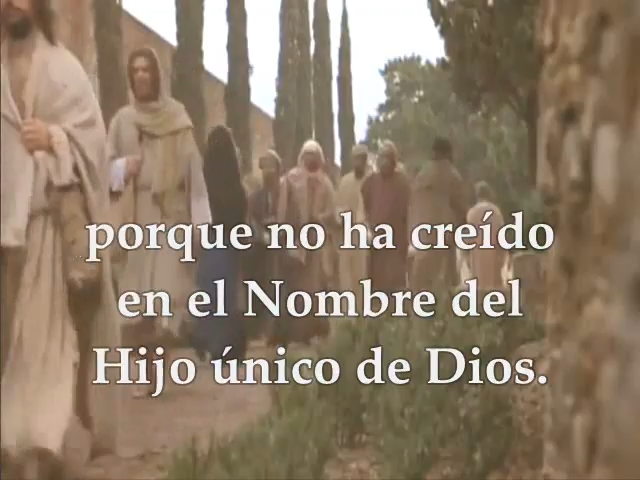 porque no ha creído
en el Nombre del
Hijo único de Dios.